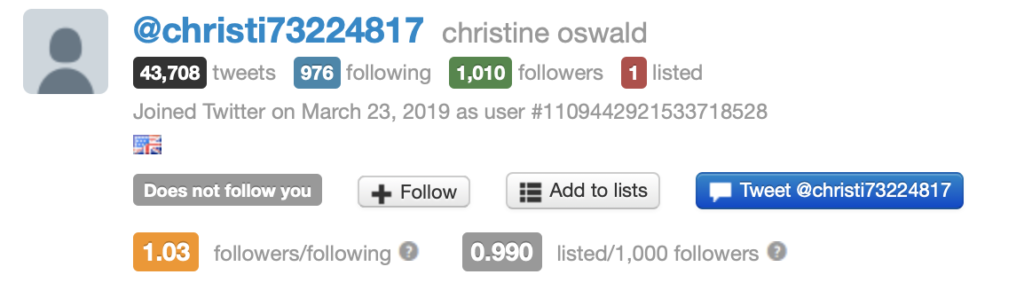 @christi73224817 christine oswald
43,708 tweets 976 following 1,010 followers 1 listed
Joined Twitter on March 23, 2019 as user #1109442921533718528
Does not follow you Follow Add to lists Tweet @christi73224817
1.03 followers/following ? 0.990 listed/1,000 followers ?